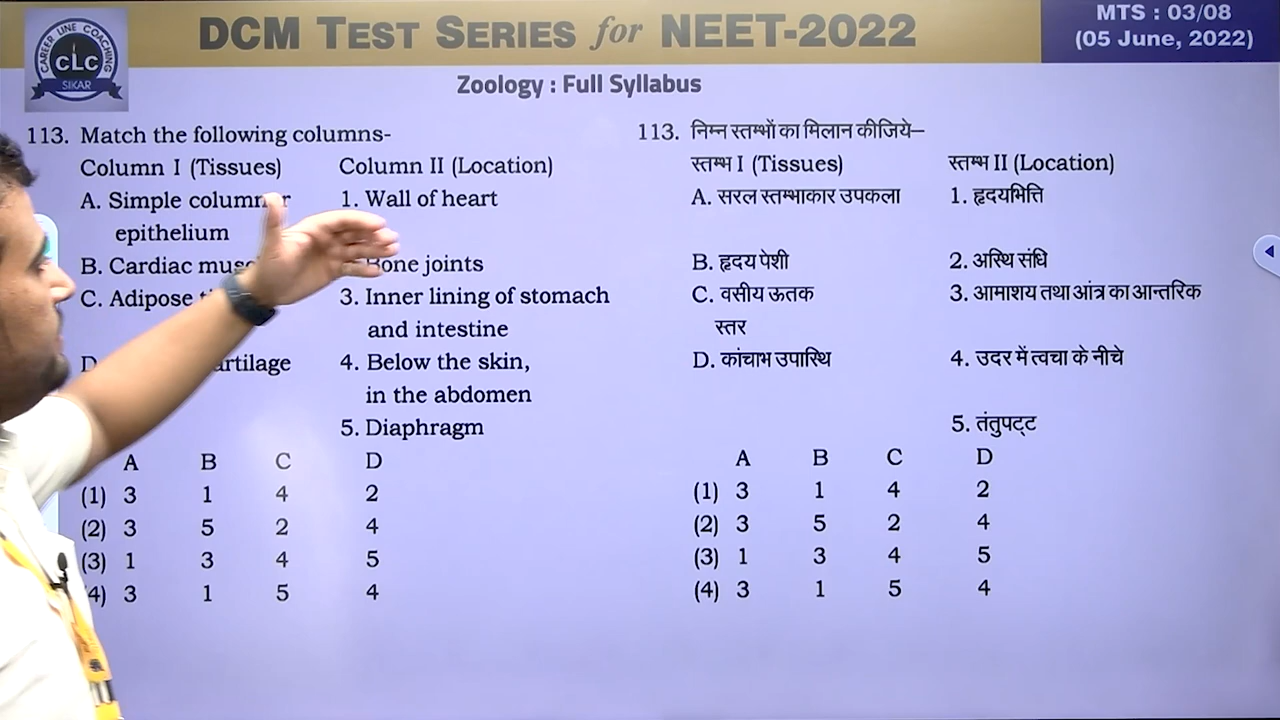 CAREER LINE COACHING
CLC
SIKAR
DCM TEST SERIES for NEET-2022
MTS : 03/08
(05 June, 2022)
Zoology : Full Syllabus
113. Match the following columns-
Column I (Tissues) Column II (Location)
A. Simple 1. Wall of heart
epithelium
B. Cardiac Bone joints
C. Adipose 3. Inner lining of stomach
and intestine
4. Below the skin,
in the abdomen
5. Diaphragm
A B C D
(1) 3 1 4 2
(2) 3 5 2 4
(3) 1 3 4 5
4) 3 1 5 4
113. निम्न स्तम्भों का मिलान कीजिये–
स्तम्भ I (Tissues) स्तम्भ II (Location)
A. सरल स्तम्भाकार उपकला 1. हृदयभित्ति
B. हृदय पेशी 2. अस्थि संधि
C. वसीय ऊतक 3. आमाशय तथा आंत्र का आन्तरिक
स्तर
D. कांचाभ उपास्थि 4. उदर में त्वचा के नीचे
5. तंतुपट्ट
A B C D
(1) 3 1 4 2
(2) 3 5 2 4
(3) 1 3 4 5
(4) 3 1 5 4